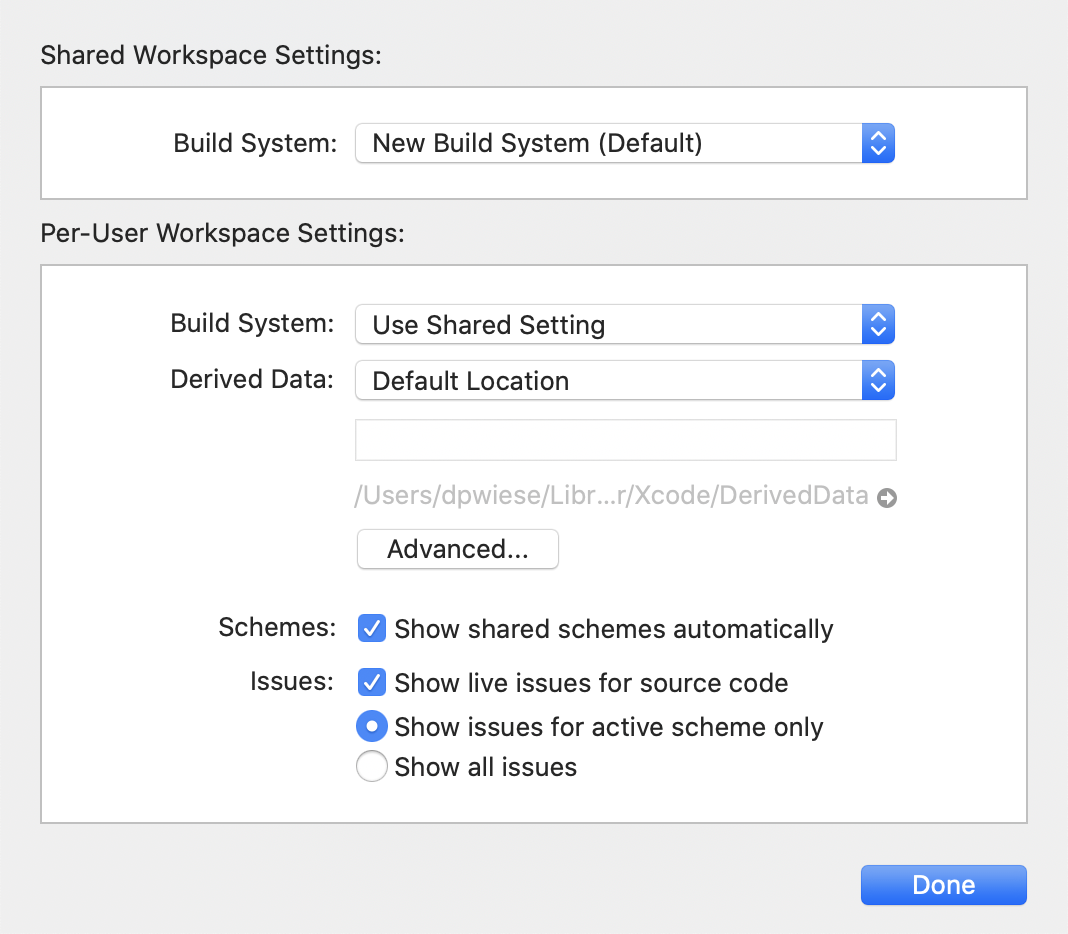 Shared Workspace Settings:
Build System: New Build System (Default)
Per-User Workspace Settings:
Build System: Use Shared Setting
Derived Data: Default Location
/Users/dpwiese/Libr...r/Xcode/DerivedData
Advanced...
Schemes: Show shared schemes automatically
Issues: Show live issues for source code
Show issues for active scheme only
Show all issues
Done